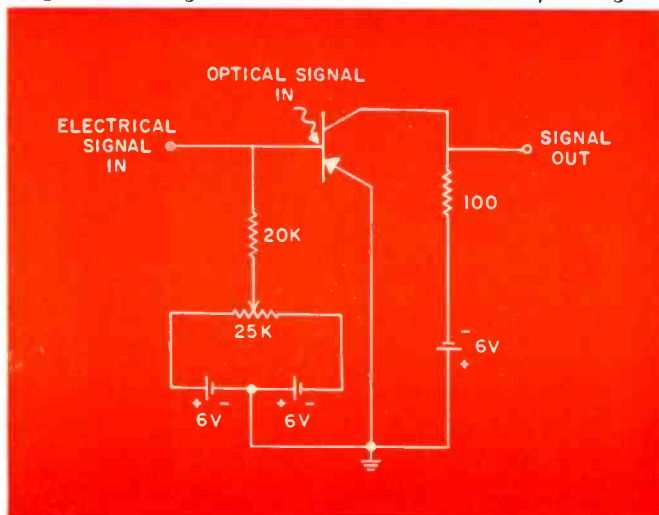 OPTICAL SIGNAL
IN
ELECTRICAL
SIGNAL
IN
SIGNAL
OUT
100
20K
25K
- 6V +
+ 6V -
+ 6V -